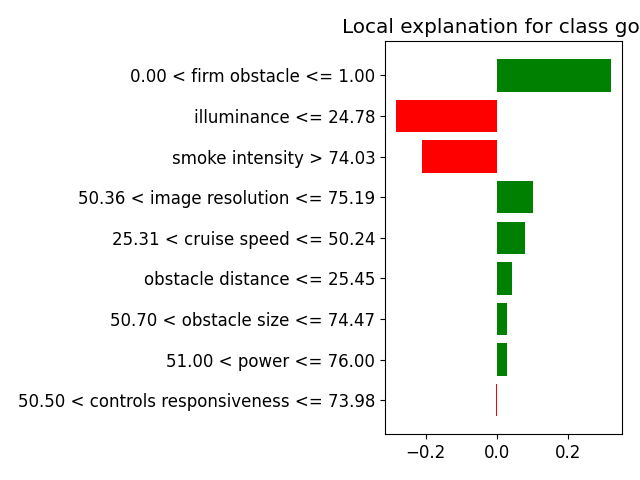 Local explanation for class go
0.00 < firm obstacle <= 1.00
illuminance <= 24.78
smoke intensity > 74.03
50.36 < image resolution <= 75.19
25.31 < cruise speed <= 50.24
obstacle distance <= 25.45
50.70 < obstacle size <= 74.47
51.00 < power <= 76.00
50.50 < controls responsiveness <= 73.98
−0.2 0.0 0.2